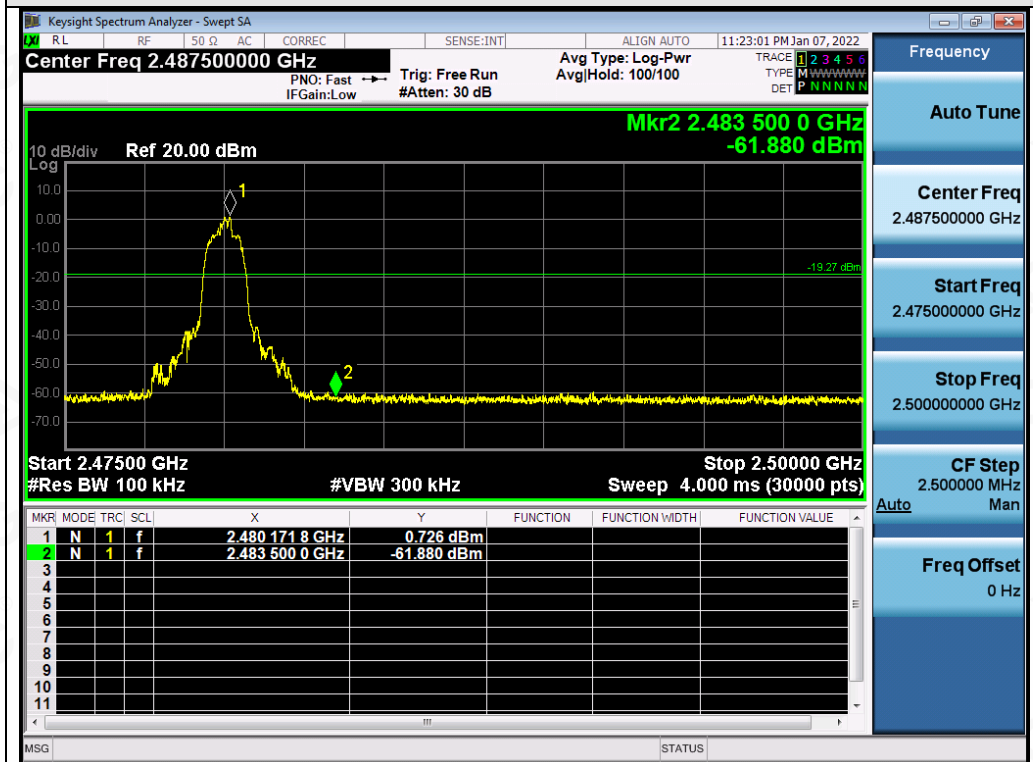 Keysight Spectrum Analyzer - Swept SA
LXI RL RF 50 Ω AC CORREC SENSE:INT ALIGN AUTO 11:23:01 PM Jan 07, 2022
Center Freq 2.487500000 GHz
PNO: Fast
IFGain:Low
Trig: Free Run
#Atten: 30 dB
Avg Type: Log-Pwr
Avg|Hold: 100/100
TRACE 1 2 3 4 5 6
TYPE M WWWWW
DET P N N N N N
Mkr2 2.483 500 0 GHz
-61.880 dBm
10 dB/div Ref 20.00 dBm
Log
10.0
0.00
-10.0
-20.0
-30.0
-40.0
-50.0
-60.0
-70.0
1
2
-19.27 dBm
Start 2.47500 GHz Stop 2.50000 GHz
#Res BW 100 kHz #VBW 300 kHz Sweep 4.000 ms (30000 pts)
MKR MODE TRC SCL X Y FUNCTION FUNCTION WIDTH FUNCTION VALUE
1 N 1 f 2.480 171 8 GHz 0.726 dBm
2 N 1 f 2.483 500 0 GHz -61.880 dBm
3
4
5
6
7
8
9
10
11
MSG STATUS
Frequency
Auto Tune
Center Freq
2.487500000 GHz
Start Freq
2.475000000 GHz
Stop Freq
2.500000000 GHz
CF Step
2.500000 MHz
Auto Man
Freq Offset
0 Hz